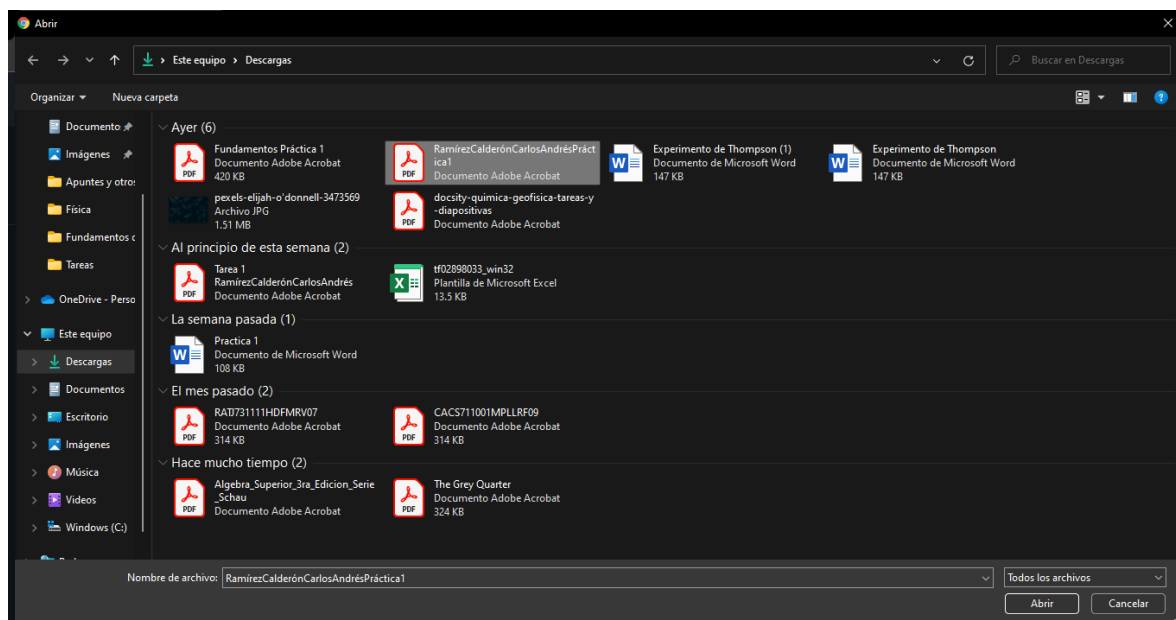 Abrir
Este equipo › Descargas
Buscar en Descargas
Organizar
Nueva carpeta
Documento:
Imágenes
Apuntes y otros
Física
Fundamentos c
Tareas
OneDrive - Perso
Este equipo
Descargas
Documentos
Escritorio
Imágenes
Música
Videos
Windows (C:)
Ayer (6)
Fundamentos Práctica 1
Documento Adobe Acrobat
420 KB
RamírezCalderónCarlosAndrésPráct
ica1
Documento Adobe Acrobat
Experimento de Thompson (1)
Documento de Microsoft Word
147 KB
Experimento de Thompson
Documento de Microsoft Word
147 KB
pexels-elijah-o'donnell-3473569
Archivo JPG
1.51 MB
docsity-quimica-geofisica-tareas-y
-diapositivas
Documento Adobe Acrobat
Al principio de esta semana (2)
Tarea 1
RamírezCalderónCarlosAndrés
Documento Adobe Acrobat
tf02898033_win32
Plantilla de Microsoft Excel
13.5 KB
La semana pasada (1)
Practica 1
Documento de Microsoft Word
108 KB
El mes pasado (2)
RATJ731111HDFMRV07
Documento Adobe Acrobat
314 KB
CACS711001MPLLRF09
Documento Adobe Acrobat
314 KB
Hace mucho tiempo (2)
Algebra_Superior_3ra_Edicion_Serie
_Schau
Documento Adobe Acrobat
The Grey Quarter
Documento Adobe Acrobat
324 KB
Nombre de archivo: RamírezCalderónCarlosAndrésPráctica1
Todos los archivos
Abrir
Cancelar